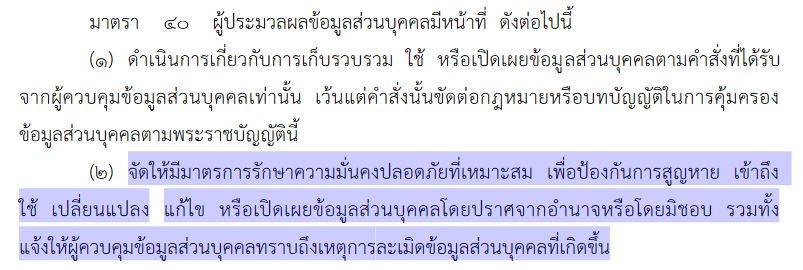 มาตรา ๔๐ ผู้ประมวลผลข้อมูลส่วนบุคคลมีหน้าที่ ดังต่อไปนี้
(๑) ดำเนินการเกี่ยวกับการเก็บรวบรวม ใช้ หรือเปิดเผยข้อมูลส่วนบุคคลตามคำสั่งที่ได้รับ
จากผู้ควบคุมข้อมูลส่วนบุคคลเท่านั้น เว้นแต่คำสั่งนั้นขัดต่อกฎหมายหรือบทบัญญัติในการคุ้มครอง
ข้อมูลส่วนบุคคลตามพระราชบัญญัตินี้
(๒) จัดให้มีมาตรการรักษาความมั่นคงปลอดภัยที่เหมาะสม เพื่อป้องกันการสูญหาย เข้าถึง
ใช้ เปลี่ยนแปลง แก้ไข หรือเปิดเผยข้อมูลส่วนบุคคลโดยปราศจากอำนาจหรือโดยมิชอบ รวมทั้ง
แจ้งให้ผู้ควบคุมข้อมูลส่วนบุคคลทราบถึงเหตุการละเมิดข้อมูลส่วนบุคคลที่เกิดขึ้น